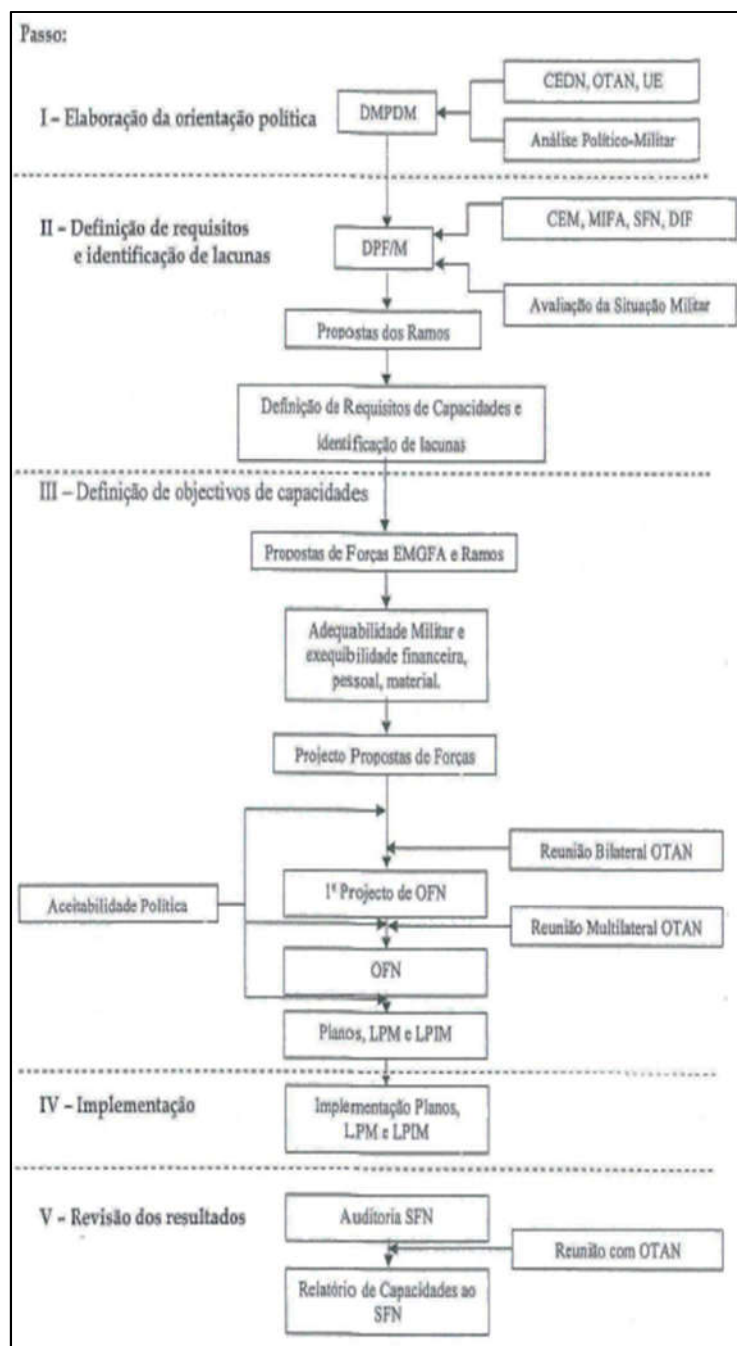 Passo:
CEDN, OTAN, UE
I – Elaboração da orientação política
DMPDM
Análise Político-Militar
II – Definição de requisitos
e identificação de lacunas
CEM, MIFA, SFN, DIF
DPF/M
Avaliação da Situação Militar
Propostas dos Ramos
Definição de Requisitos de Capacidades e
identificação de lacunas
III – Definição de objectivos de capacidades
Propostas de Forças EMGFA e Ramos
Adequabilidade Militar e
exequibilidade financeira,
pessoal, material.
Projecto Propostas de Forças
Reunião Bilateral OTAN
1º Projecto de OFN
Aceitabilidade Política
Reunião Multilateral OTAN
OFN
Planos, LPM e LPIM
IV – Implementação
Implementação Planos,
LPM e LPIM
V – Revisão dos resultados
Auditoria SFN
Reunião com OTAN
Relatório de Capacidades ao
SFN